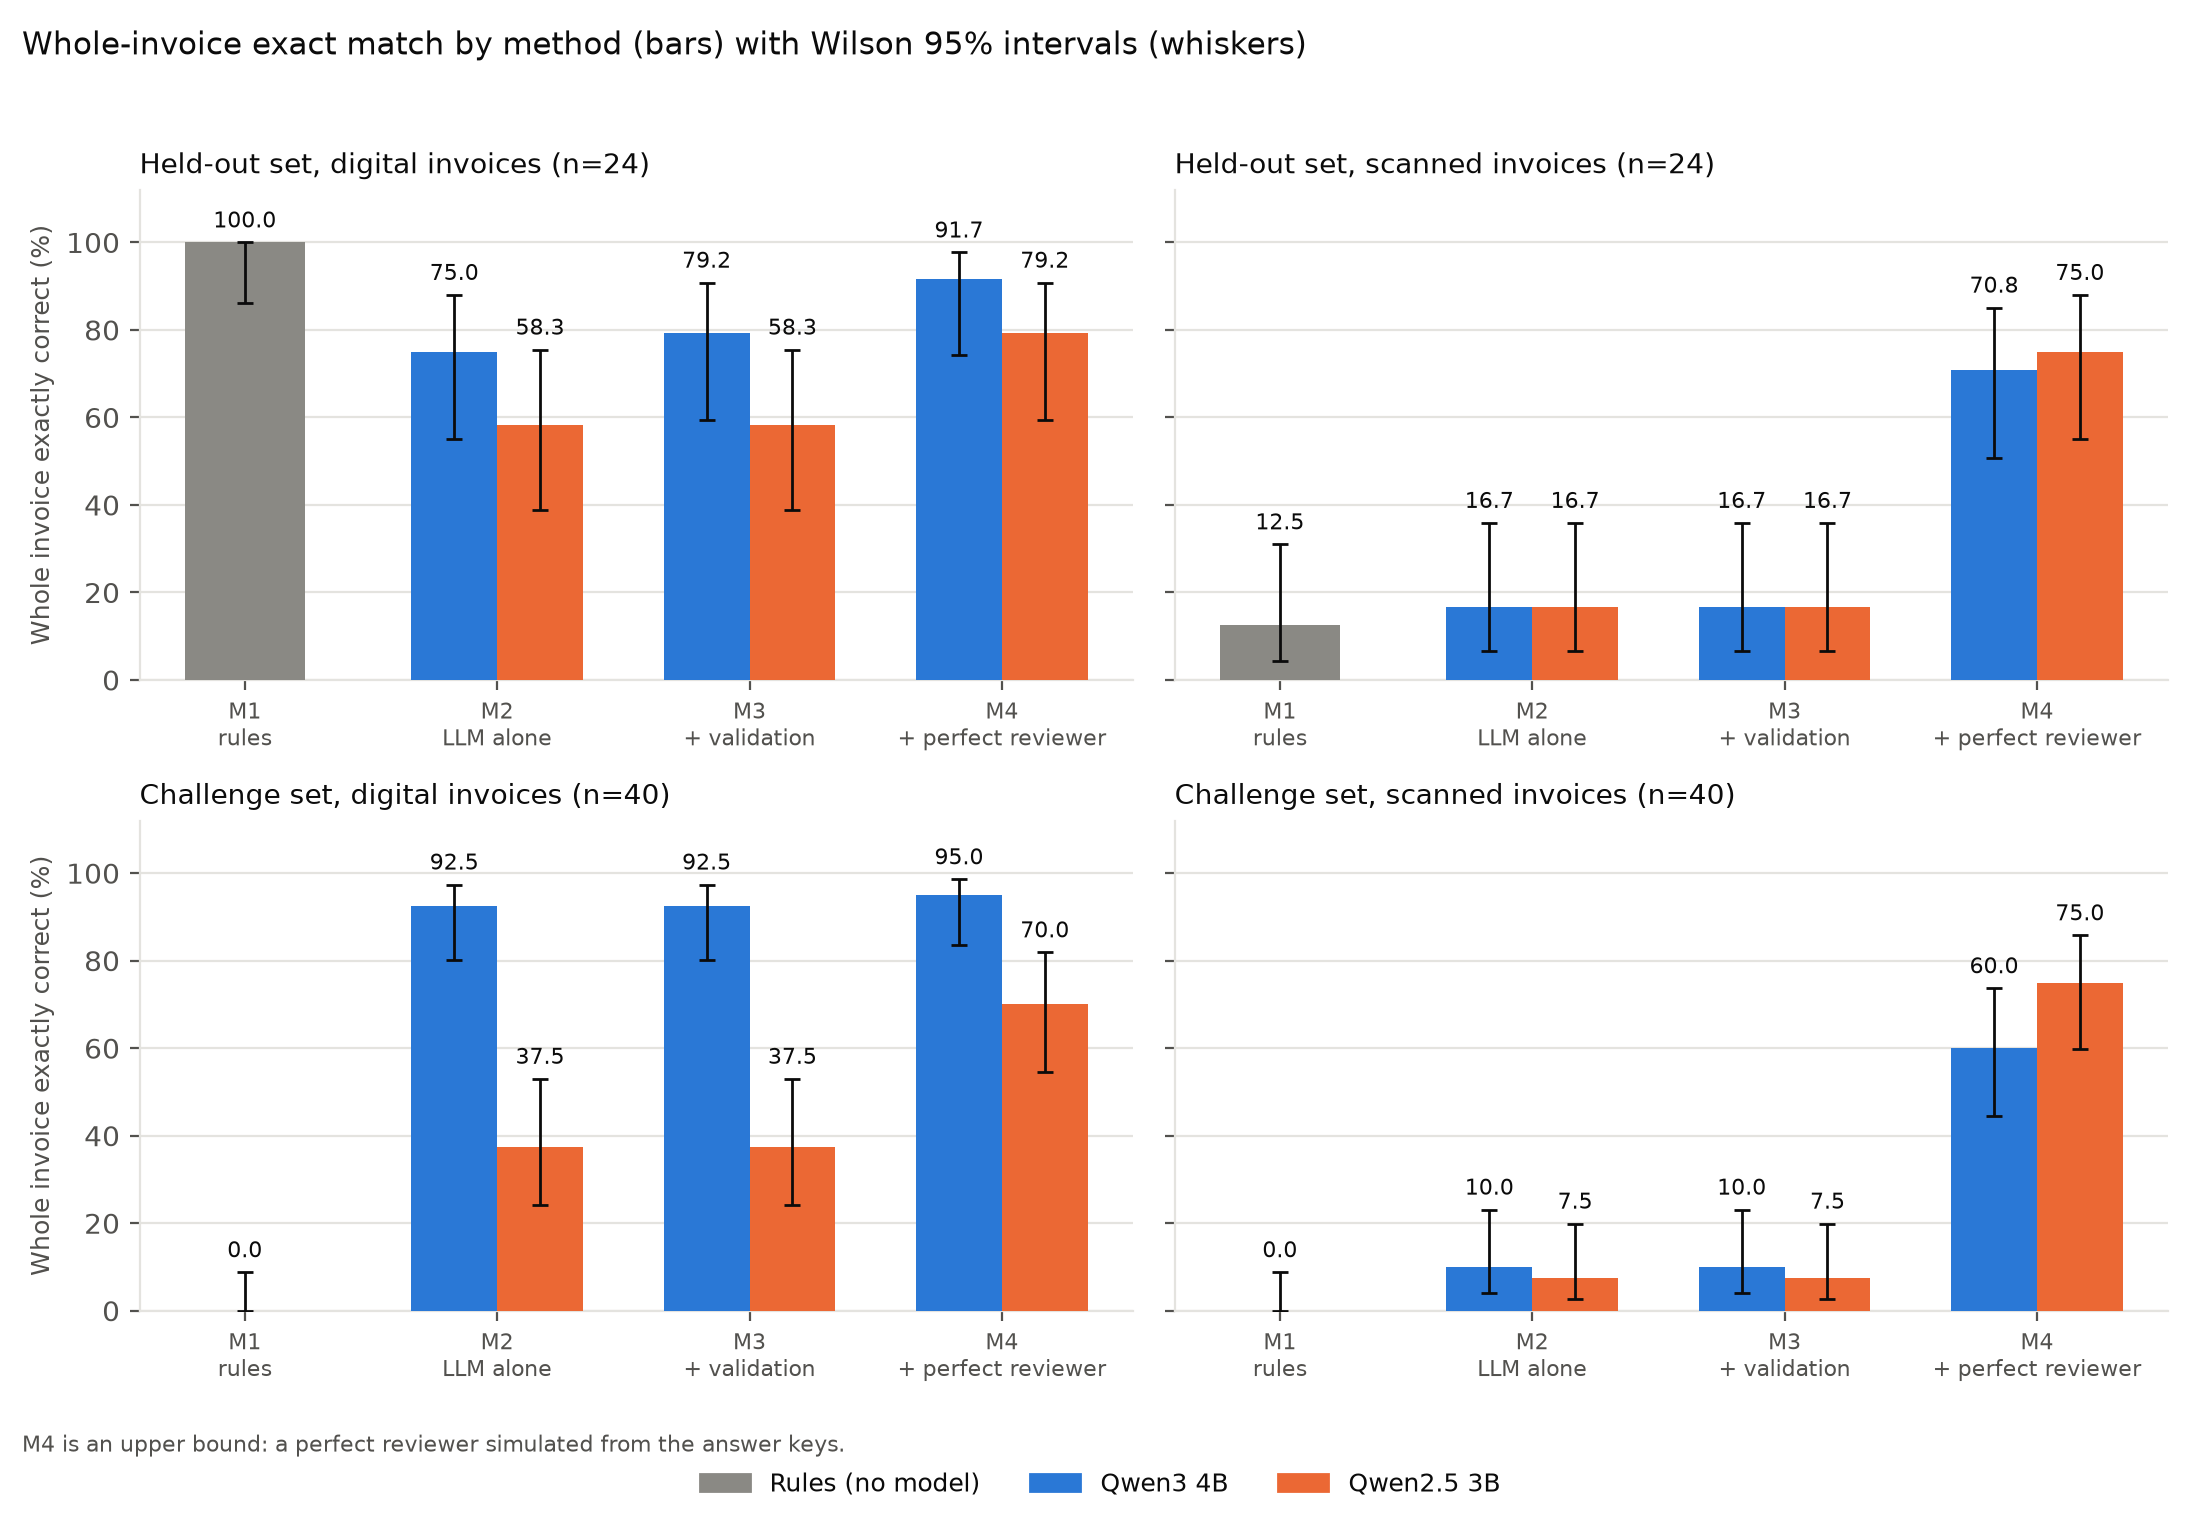 Whole-invoice exact match by method (bars) with Wilson 95% intervals (whiskers)
Held-out set, digital invoices (n=24)
Whole invoice exactly correct (%)
100
80
60
40
20
0
100.0
75.0
58.3
79.2
58.3
91.7
79.2
M1
rules
M2
LLM alone
M3
+ validation
M4
+ perfect reviewer
Held-out set, scanned invoices (n=24)
12.5
16.7
16.7
16.7
16.7
70.8
75.0
M1
rules
M2
LLM alone
M3
+ validation
M4
+ perfect reviewer
Challenge set, digital invoices (n=40)
Whole invoice exactly correct (%)
100
80
60
40
20
0
0.0
92.5
37.5
92.5
37.5
95.0
70.0
M1
rules
M2
LLM alone
M3
+ validation
M4
+ perfect reviewer
Challenge set, scanned invoices (n=40)
0.0
10.0
7.5
10.0
7.5
60.0
75.0
M1
rules
M2
LLM alone
M3
+ validation
M4
+ perfect reviewer
M4 is an upper bound: a perfect reviewer simulated from the answer keys.
Rules (no model)
Qwen3 4B
Qwen2.5 3B